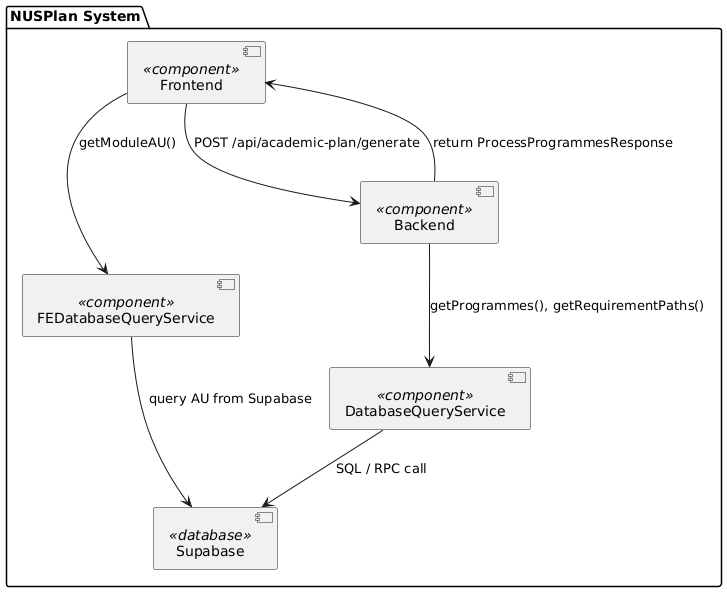 NUSPlan System
«component»
Frontend
getModuleAU()
POST /api/academic-plan/generate
return ProcessProgrammesResponse
«component»
Backend
«component»
FEDatabaseQueryService
getProgrammes(), getRequirementPaths()
query AU from Supabase
«component»
DatabaseQueryService
SQL / RPC call
«database»
Supabase